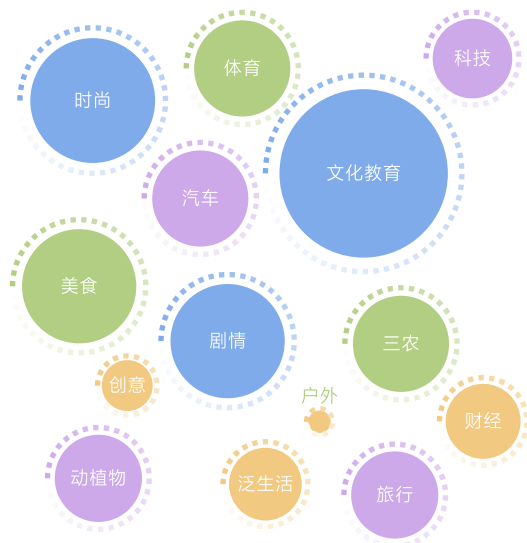 体育
科技
时尚
文化教育
汽车
美食
剧情
三农
创意
户外
财经
动植物
泛生活
旅行